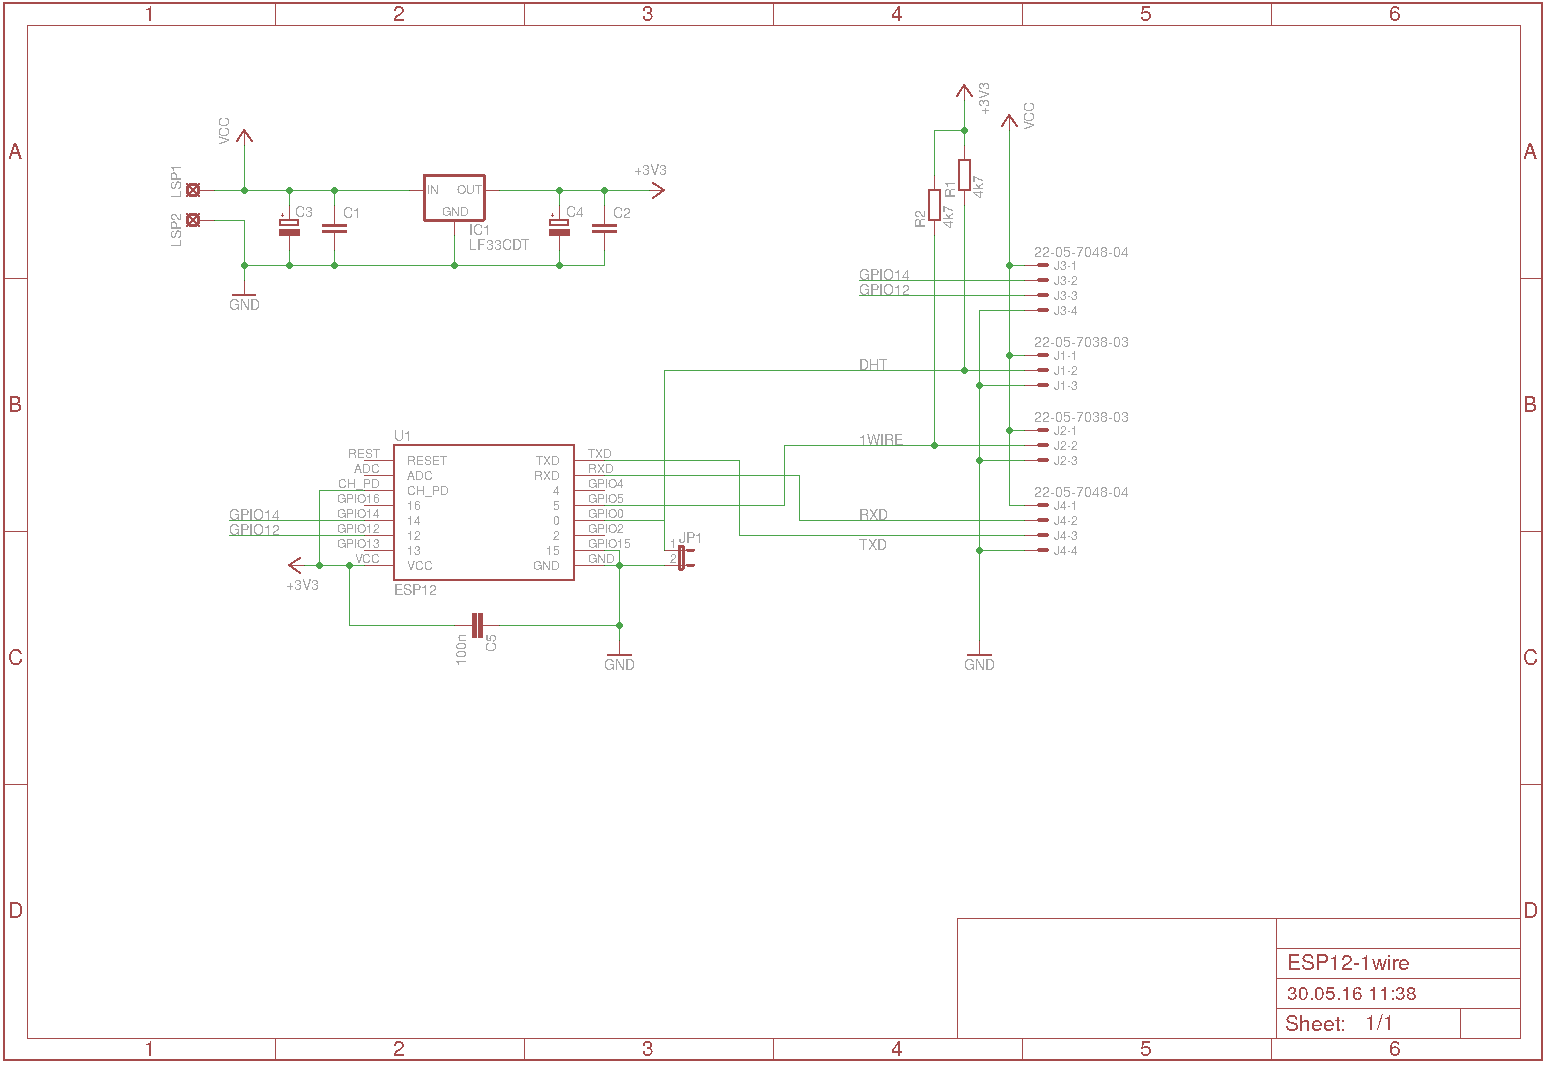 1 2 3 4 5 6
A A
B B
C C
D D
1 2 3 4 5 6
VCC
LSP1
LSP2
C3
C1
IN OUT
GND
IC1
LF33CDT
C4
C2
+3V3
GND
+3V3
VCC
R1
4k7
R2
4k7
22-05-7048-04
J3-1
GPIO14 J3-2
GPIO12 J3-3
J3-4
22-05-7038-03
J1-1
DHT J1-2
J1-3
22-05-7038-03
J2-1
1WIRE J2-2
J2-3
22-05-7048-04
J4-1
RXD J4-2
J4-3
TXD J4-4
GND
U1
REST RESET TXD TXD
ADC ADC RXD RXD
CH_PD CH_PD 4 GPIO4
GPIO16 16 5 GPIO5
GPIO14 GPIO14 14 0 GPIO0
GPIO12 GPIO12 12 2 GPIO2
GPIO13 13 15 GPIO15
VCC VCC GND GND
+3V3
ESP12
JP1
1
2
100n
C5
GND
ESP12-1wire
30.05.16 11:38
Sheet: 1/1